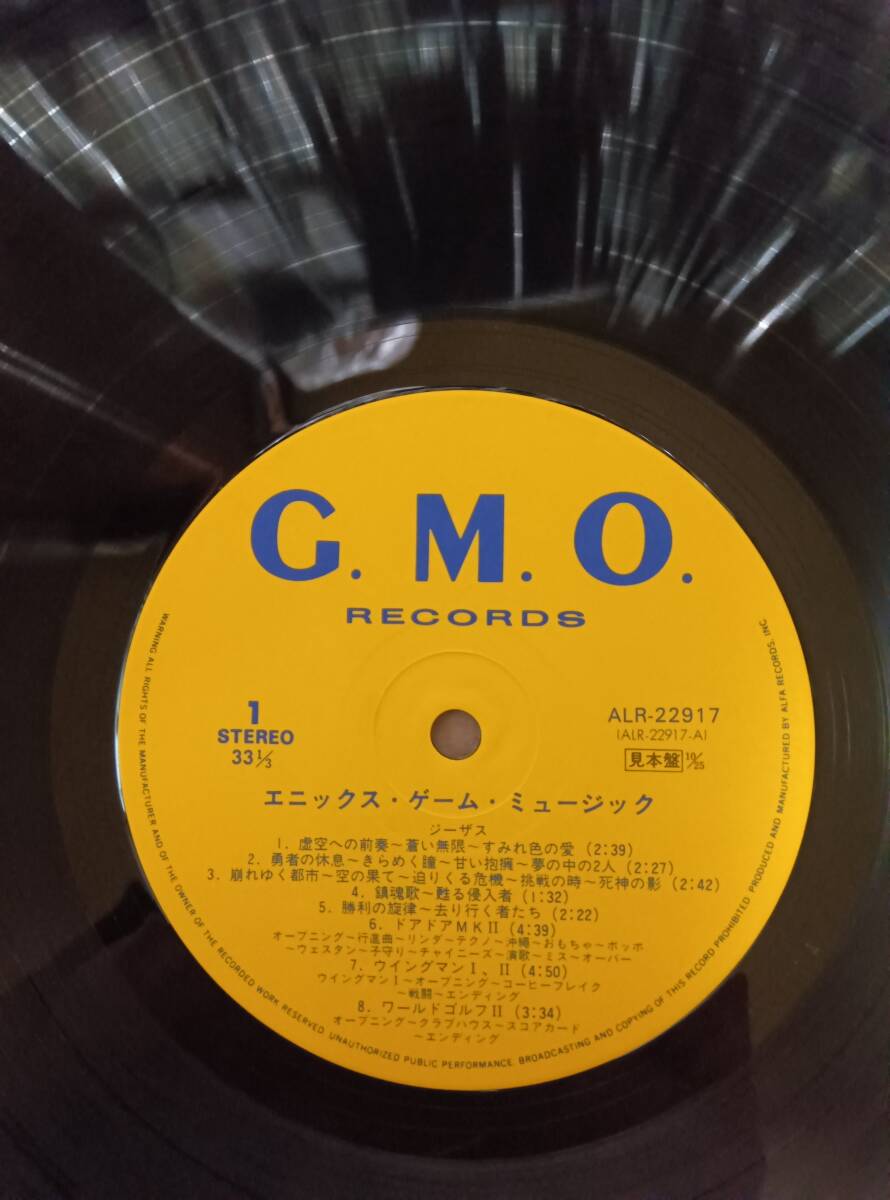 G. M. O.
RECORDS
1
STEREO
33 1/3
ALR-22917
(ALR-22917-A)
見本盤 10/25
エニックス・ゲーム・ミュージック
ジーザス
1. 虚空への前奏～蒼い無限～すみれ色の愛 (2:39)
2. 勇者の休息～きらめく瞳～甘い抱擁～夢の中の2人 (2:27)
3. 崩れゆく都市～空の果て～迫りくる危機～挑戦の時～死神の影 (2:42)
4. 鎮魂歌～甦る侵入者 (1:32)
5. 勝利の旋律～去り行く者たち (2:22)
6. ドアドアMKII (4:39)
オープニング～行進曲～リンダ～テクノ～沖縄～おもちゃ～ポッポ
～ウェスタン～子守り～チャイニーズ～演歌～ミス～オーバー
7. ウイングマンI、II (4:50)
ウイングマンI～オープニング～コーヒーブレイク
～戦闘～エンディング
8. ワールドゴルフII (3:34)
オープニング～クラブハウス～スコアカード
～エンディング
WARNING ALL RIGHTS OF THE MANUFACTURER AND OF THE OWNER OF THE RECORDED WORK RESERVED. UNAUTHORIZED PUBLIC PERFORMANCE. BROADCASTING AND COPYING OF THIS RECORD PROHIBITED PRODUCED AND MANUFACTURED BY ALFA RECORDS. INC